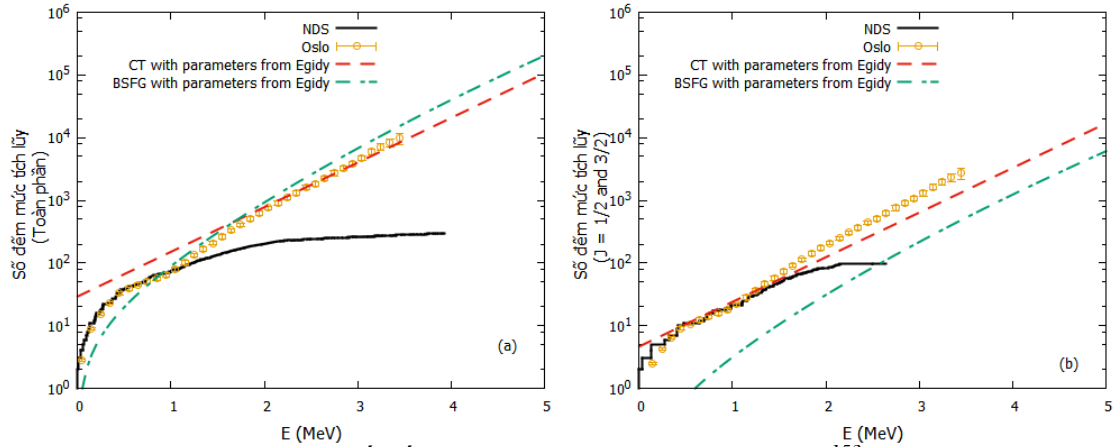 10^6
10^5
10^4
10^3
10^2
10^1
10^0
Số đếm mức tích lũy
(Toàn phần)
NDS
Oslo
CT with parameters from Egidy
BSFG with parameters from Egidy
(a)
0 1 2 3 4 5
E (MeV)
10^6
10^5
10^4
10^3
10^2
10^1
10^0
Số đếm mức tích lũy
(J = 1/2 and 3/2)
NDS
Oslo
CT with parameters from Egidy
BSFG with parameters from Egidy
(b)
0 1 2 3 4 5
E (MeV)